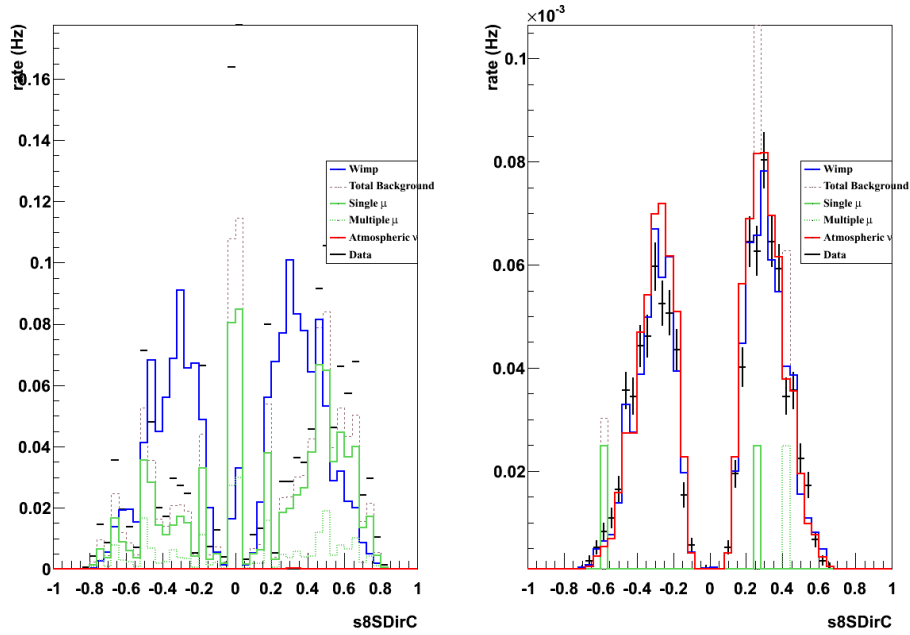 rate (Hz)
0.16
0.14
0.12
0.1
0.08
0.06
0.04
0.02
0
-1 -0.8 -0.6 -0.4 -0.2 0 0.2 0.4 0.6 0.8 1
s8SDirC
Wimp
Total Background
Single μ
Multiple μ
Atmospheric ν
Data
×10⁻³
rate (Hz)
0.1
0.08
0.06
0.04
0.02
-1 -0.8 -0.6 -0.4 -0.2 0 0.2 0.4 0.6 0.8 1
s8SDirC
Wimp
Total Background
Single μ
Multiple μ
Atmospheric ν
Data